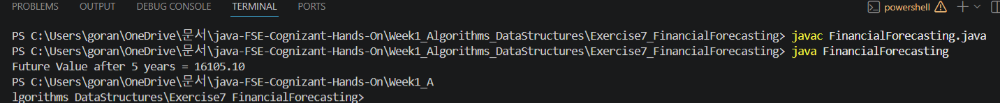 PROBLEMS OUTPUT DEBUG CONSOLE TERMINAL PORTS powershell
PS C:\Users\goran\OneDrive\문서\java-FSE-Cognizant-Hands-On\Week1_Algorithms_DataStructures\Exercise7_FinancialForecasting> javac FinancialForecasting.java
PS C:\Users\goran\OneDrive\문서\java-FSE-Cognizant-Hands-On\Week1_Algorithms_DataStructures\Exercise7_FinancialForecasting> java FinancialForecasting
Future Value after 5 years = 16105.10
PS C:\Users\goran\OneDrive\문서\java-FSE-Cognizant-Hands-On\Week1_A
lgorithms_DataStructures\Exercise7_FinancialForecasting>